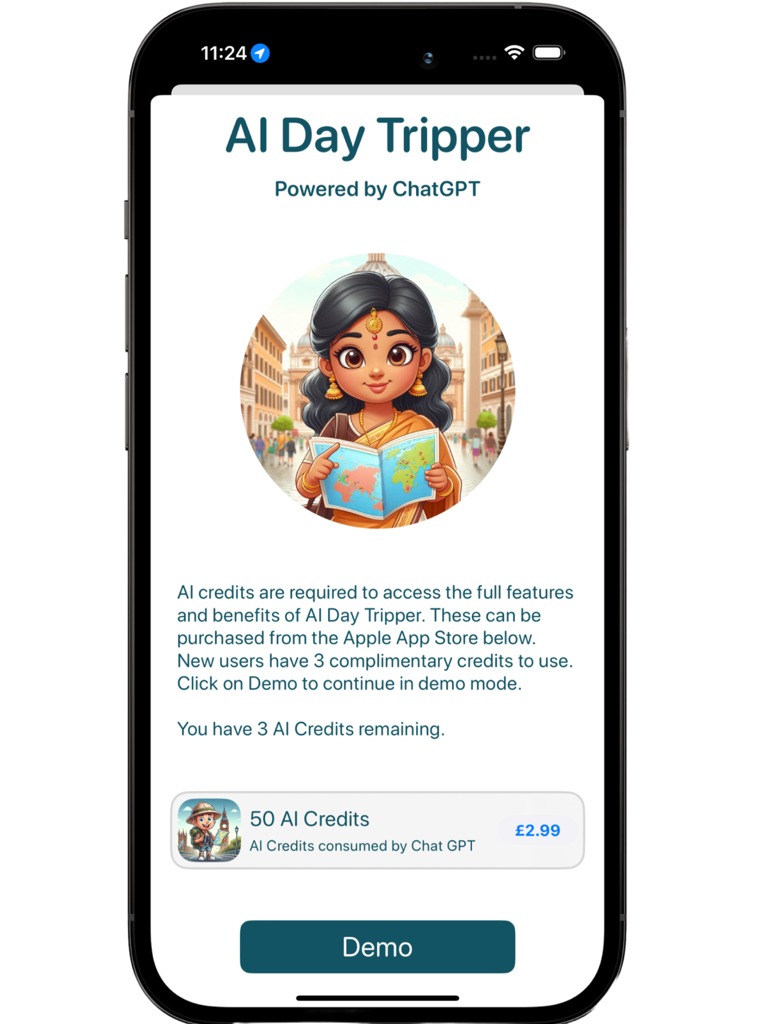 11:24
AI Day Tripper
Powered by ChatGPT
AI credits are required to access the full features
and benefits of AI Day Tripper. These can be
purchased from the Apple App Store below.
New users have 3 complimentary credits to use.
Click on Demo to continue in demo mode.
You have 3 AI Credits remaining.
50 AI Credits
AI Credits consumed by Chat GPT
£2.99
Demo